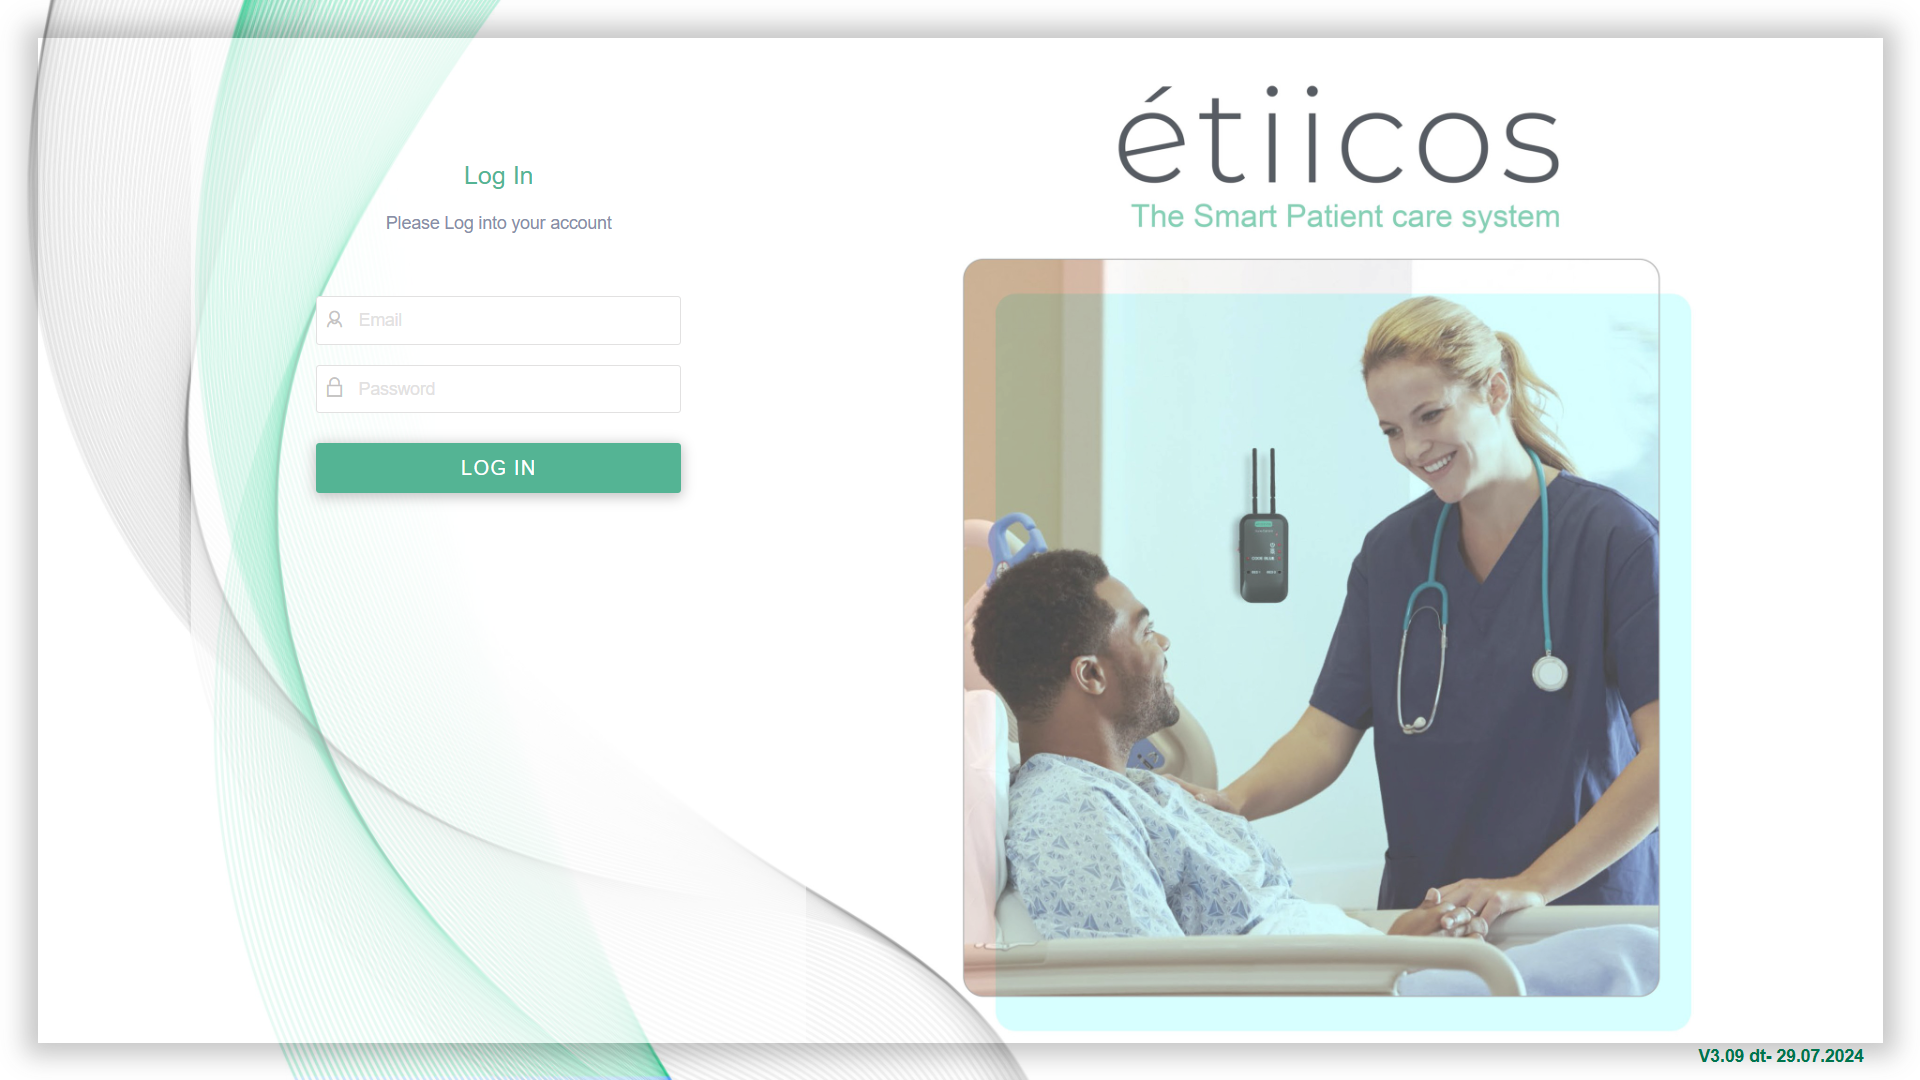 Log In
Please Log into your account
Email
Password
LOG IN
étiicos
The Smart Patient care system
V3.09 dt- 29.07.2024